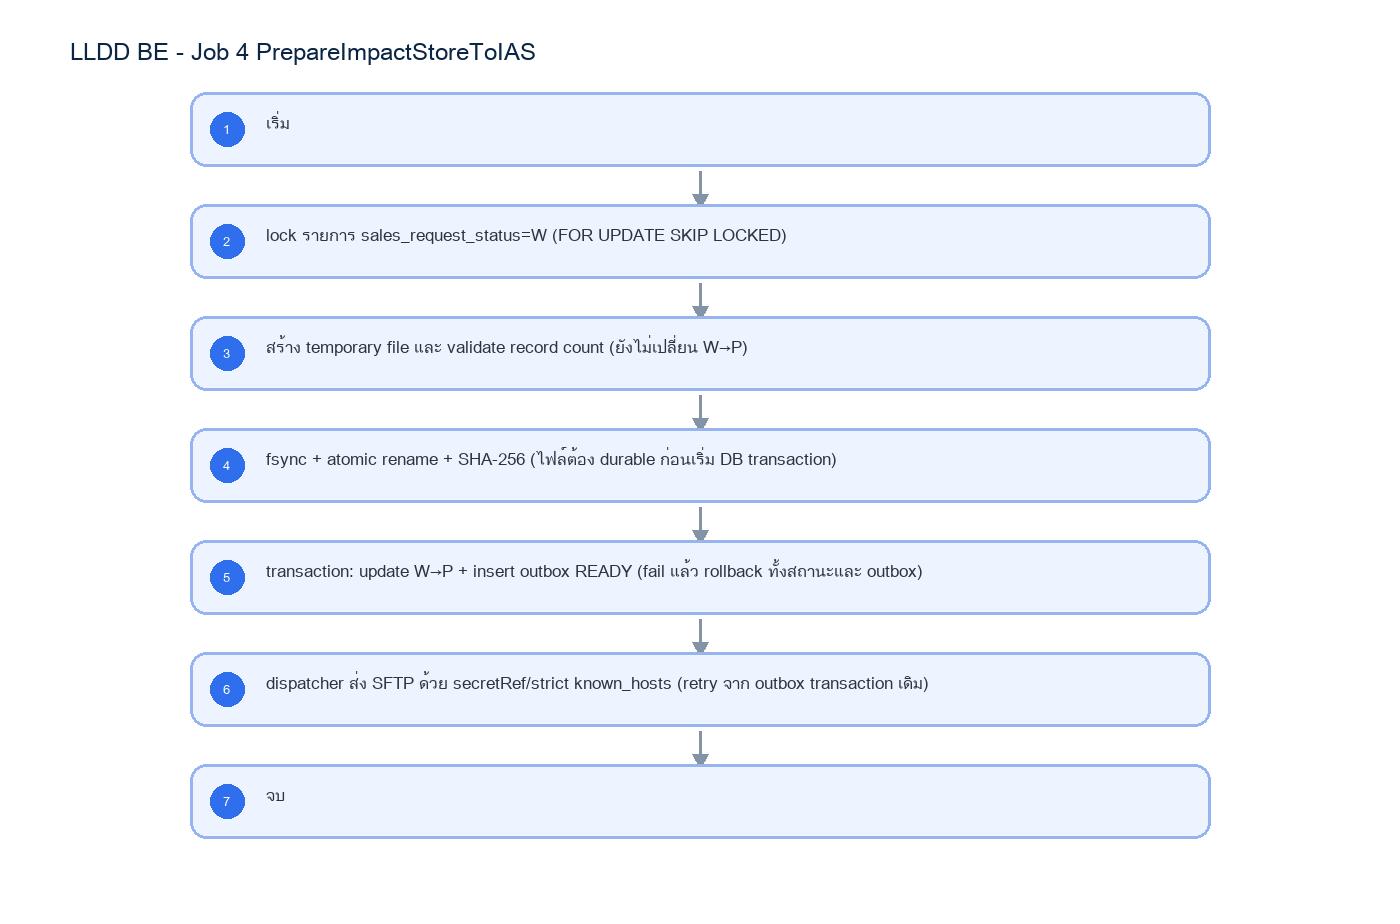 LLDD BE - Job 4 PrepareImpactStoreToIAS
1 เริ่ม
2 lock รายการ sales_request_status=W (FOR UPDATE SKIP LOCKED)
3 สร้าง temporary file และ validate record count (ยังไม่เปลี่ยน W→P)
4 fsync + atomic rename + SHA-256 (ไฟล์ต้อง durable ก่อนเริ่ม DB transaction)
5 transaction: update W→P + insert outbox READY (fail แล้ว rollback ทั้งสถานะและ outbox)
6 dispatcher ส่ง SFTP ด้วย secretRef/strict known_hosts (retry จาก outbox transaction เดิม)
7 จบ